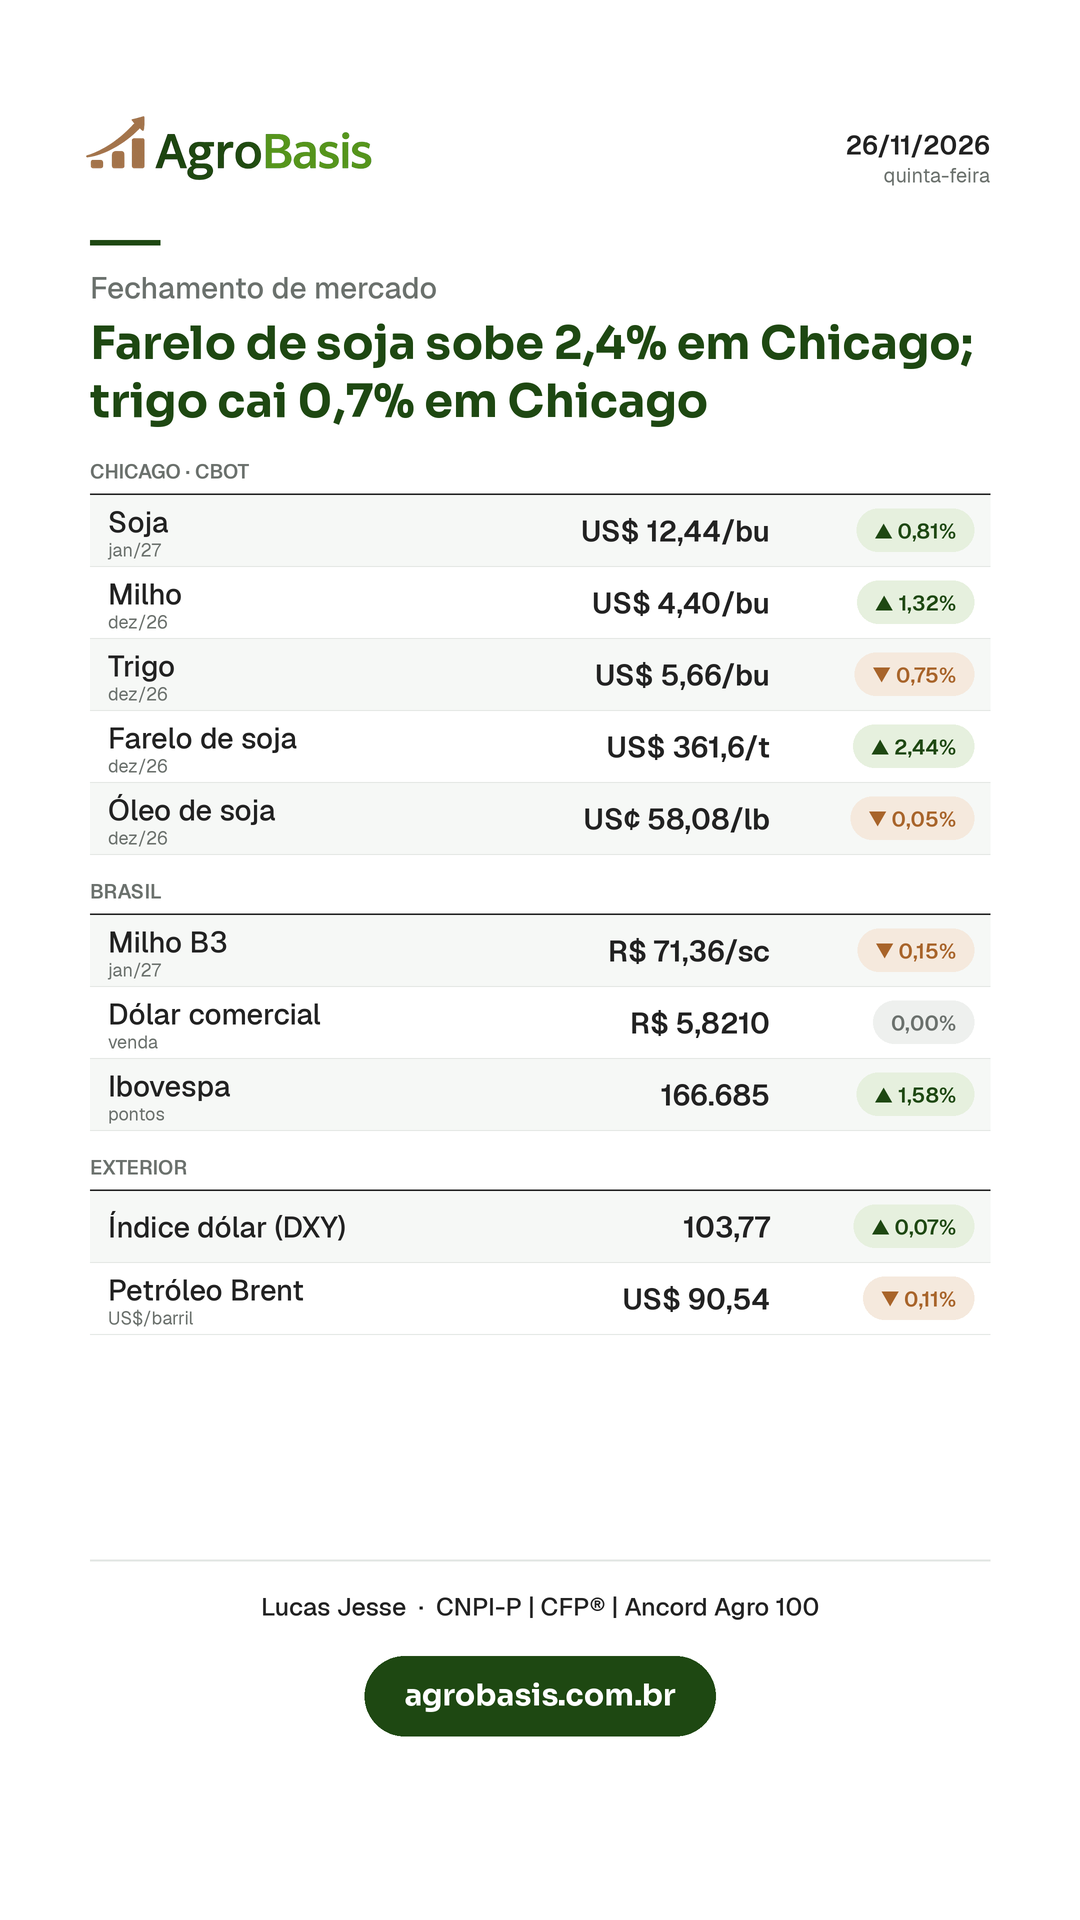 AgroBasis
26/11/2026
quinta-feira
Fechamento de mercado
Farelo de soja sobe 2,4% em Chicago;
trigo cai 0,7% em Chicago
CHICAGO · CBOT
Soja US$ 12,44/bu ▲ 0,81%
jan/27
Milho US$ 4,40/bu ▲ 1,32%
dez/26
Trigo US$ 5,66/bu ▼ 0,75%
dez/26
Farelo de soja US$ 361,6/t ▲ 2,44%
dez/26
Óleo de soja US¢ 58,08/lb ▼ 0,05%
dez/26
BRASIL
Milho B3 R$ 71,36/sc ▼ 0,15%
jan/27
Dólar comercial R$ 5,8210 0,00%
venda
Ibovespa 166.685 ▲ 1,58%
pontos
EXTERIOR
Índice dólar (DXY) 103,77 ▲ 0,07%
Petróleo Brent US$ 90,54 ▼ 0,11%
US$/barril
Lucas Jesse · CNPI-P | CFP® | Ancord Agro 100
agrobasis.com.br